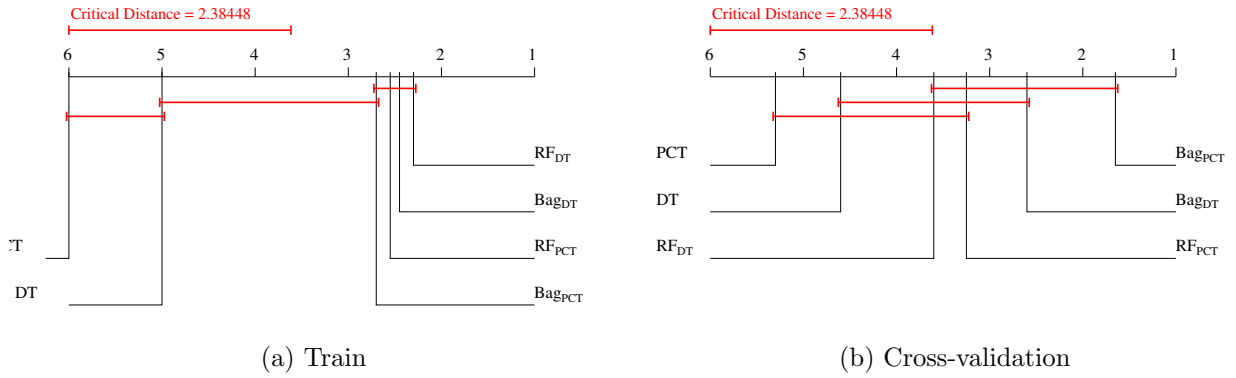 Critical Distance = 2.38448
6 5 4 3 2 1
RF_DT
Bag_DT
RF_PCT
Bag_PCT
CT
DT
(a) Train
Critical Distance = 2.38448
6 5 4 3 2 1
PCT
DT
RF_DT
Bag_PCT
Bag_DT
RF_PCT
(b) Cross-validation